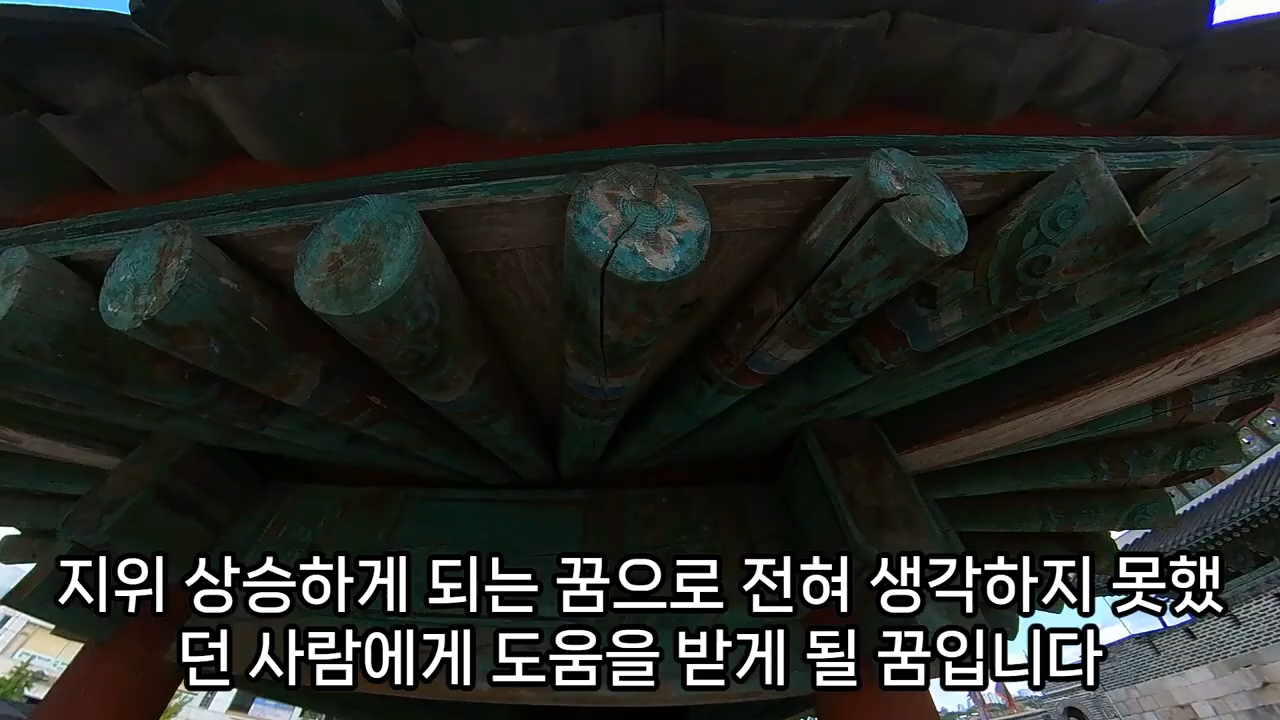 지위 상승하게 되는 꿈으로 전혀 생각하지 못했
던 사람에게 도움을 받게 될 꿈입니다